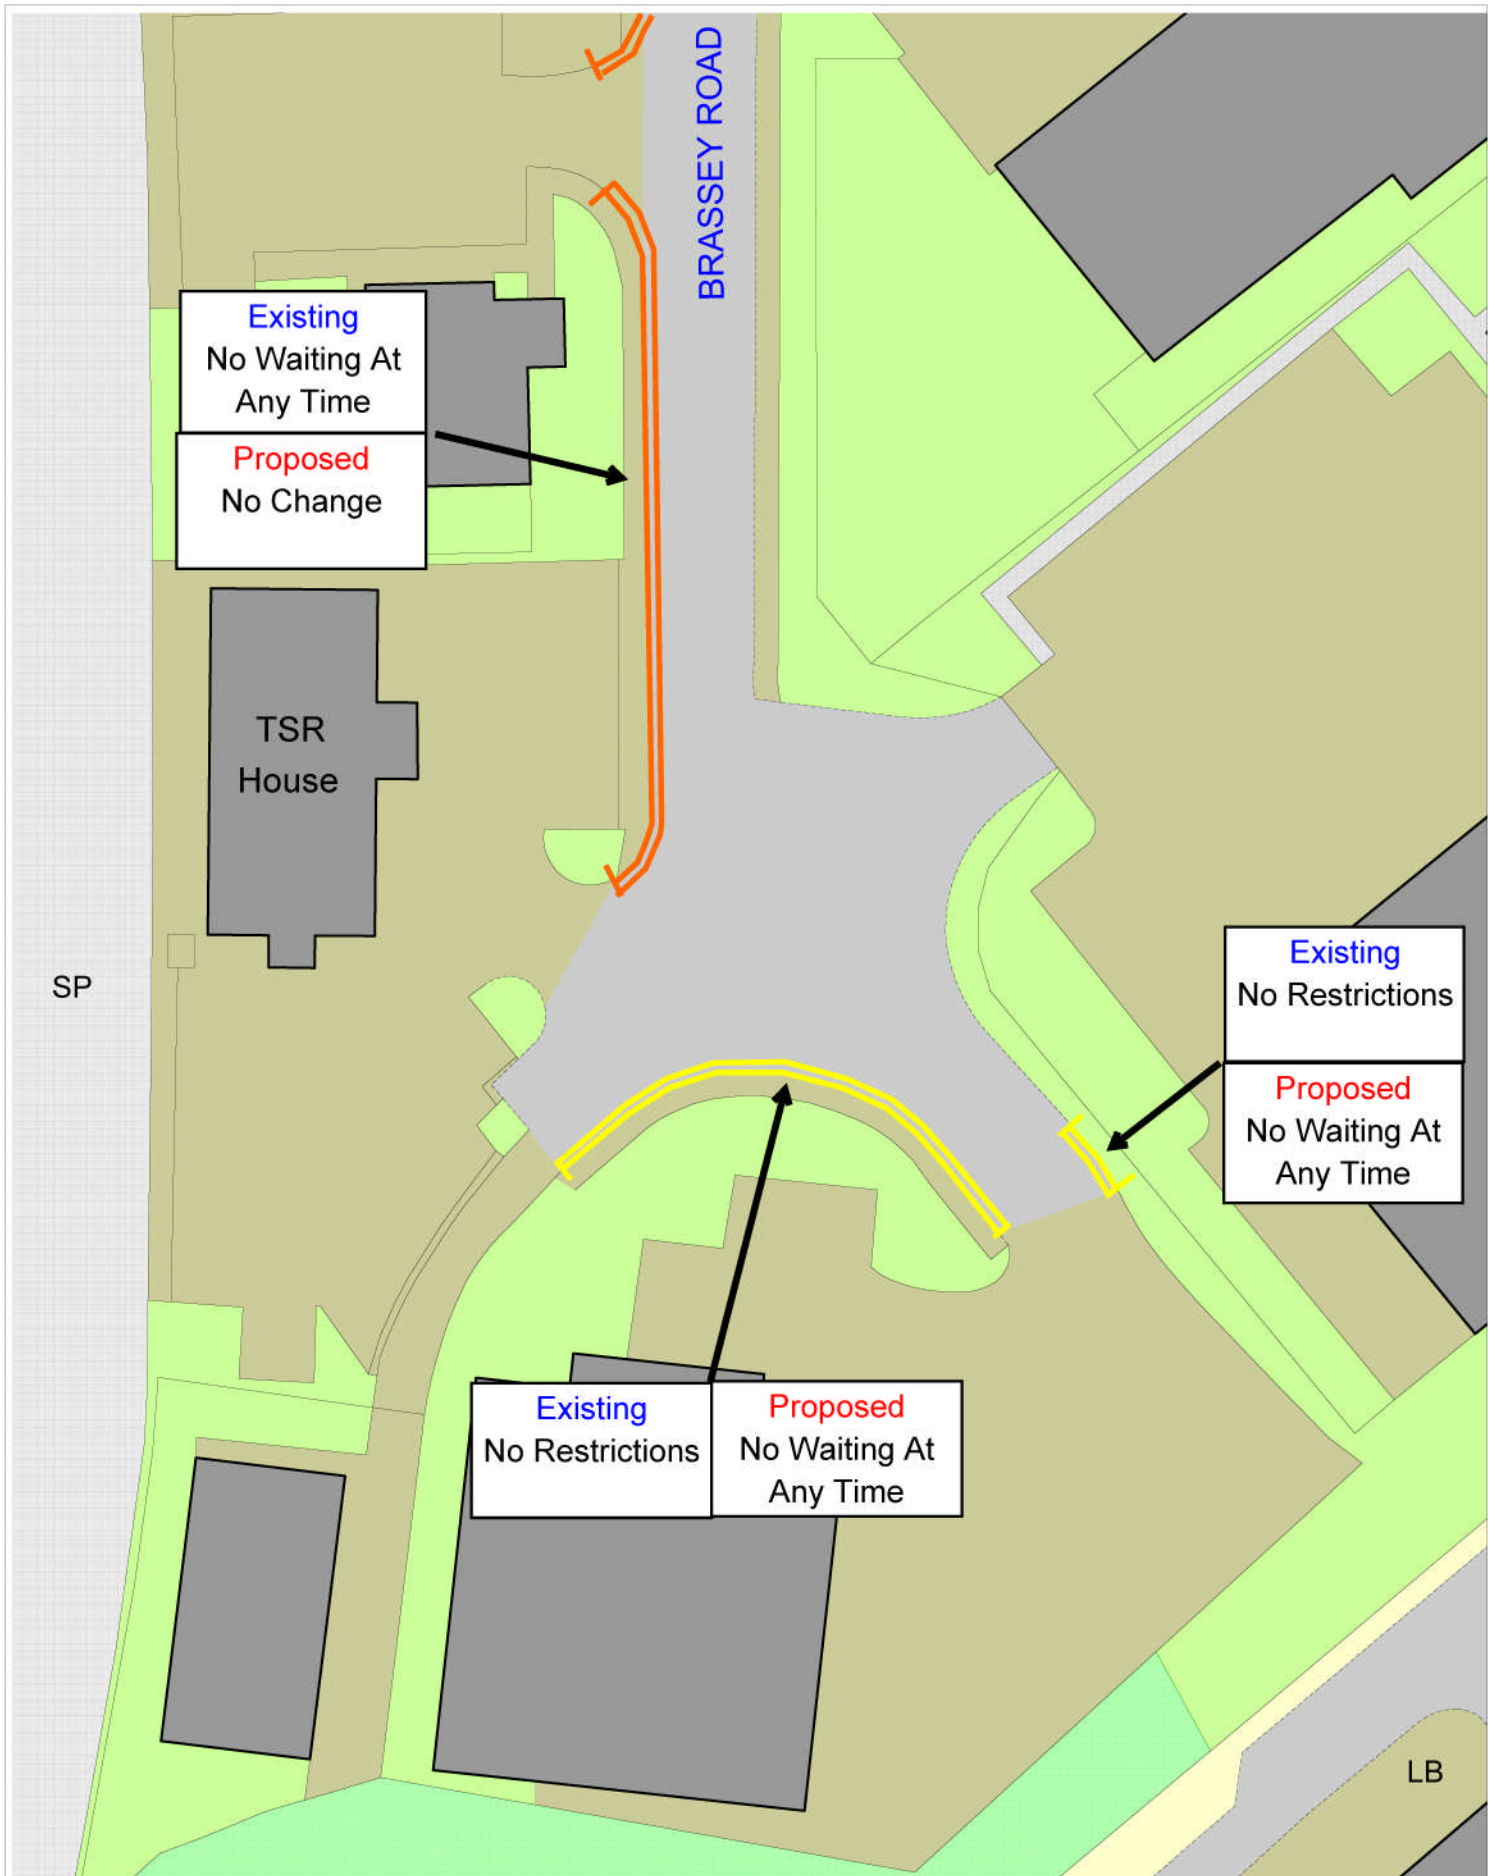 BRASSEY ROAD
Existing
No Waiting At
Any Time
Proposed
No Change
TSR
House
SP
Existing
No Restrictions
Proposed
No Waiting At
Any Time
Existing
No Restrictions
Proposed
No Waiting At
Any Time
LB